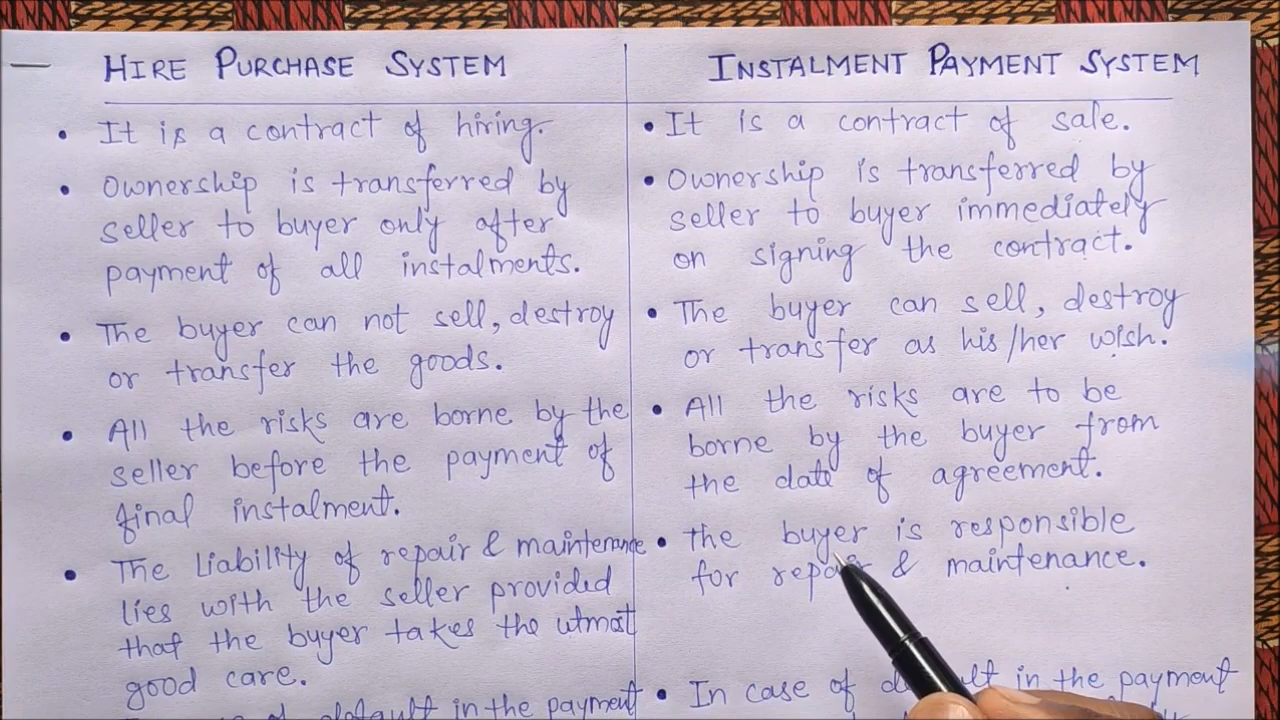 HIRE PURCHASE SYSTEM
• It is a contract of hiring.
• Ownership is transferred by
seller to buyer only after
payment of all instalments.
• The buyer can not sell, destroy
or transfer the goods.
• All the risks are borne by the
seller before the payment of
final instalment.
• The liability of repair & maintenance
lies with the seller provided
that the buyer takes the utmost
good care.
default in the payment
INSTALMENT PAYMENT SYSTEM
• It is a contract of sale.
• Ownership is transferred by
seller to buyer immediately
on signing the contract.
• The buyer can sell, destroy
or transfer as his/her wish.
• All the risks are to be
borne by the buyer from
the date of agreement.
• The buyer is responsible
for repair & maintenance.
• In case of default in the payment